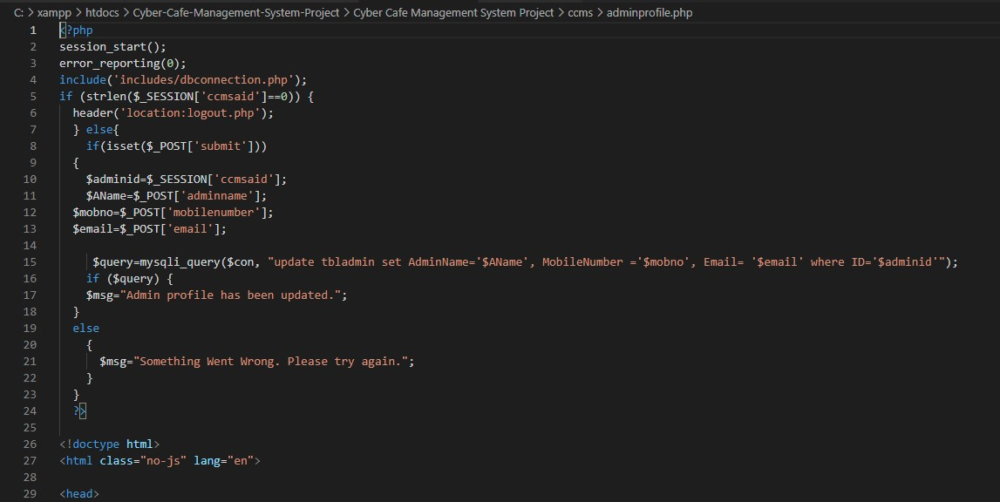 C: > xampp > htdocs > Cyber-Cafe-Management-System-Project > Cyber Cafe Management System Project > ccms > adminprofile.php
1 <?php
2 session_start();
3 error_reporting(0);
4 include('includes/dbconnection.php');
5 if (strlen($_SESSION['ccmsaid']==0)) {
6   header('location:logout.php');
7   } else{
8     if(isset($_POST['submit']))
9   {
10     $adminid=$_SESSION['ccmsaid'];
11     $AName=$_POST['adminname'];
12   $mobno=$_POST['mobilenumber'];
13   $email=$_POST['email'];
14
15      $query=mysqli_query($con, "update tbladmin set AdminName='$AName', MobileNumber ='$mobno', Email= '$email' where ID='$adminid'");
16     if ($query) {
17     $msg="Admin profile has been updated.";
18   }
19   else
20     {
21       $msg="Something Went Wrong. Please try again.";
22     }
23   }
24   ?>
25
26 <!doctype html>
27 <html class="no-js" lang="en">
28
29 <head>